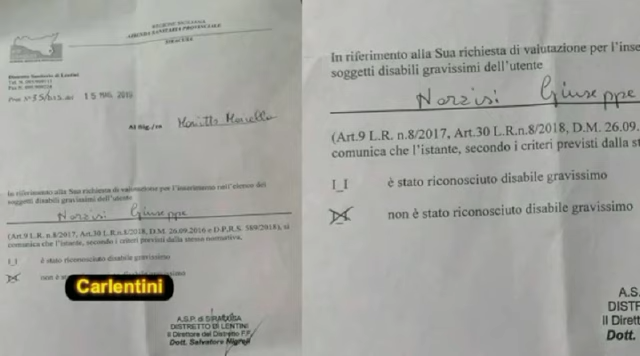 REGIONE SICILIANA
AZIENDA SANITARIA PROVINCIALE
SIRACUSA
Distretto Sanitario di Lentini
15 MAG. 2019
Al Sig./ra
In riferimento alla Sua richiesta di valutazione per l'inserimento nell'elenco dei
soggetti disabili gravissimi dell'utente
Narzisi Giuseppe
(Art.9 L.R. n.8/2017, Art.30 L.R.n.8/2018, D.M. 26.09.2016 e D.P.R.S. 589/2018), si
comunica che l'istante, secondo i criteri previsti dalla stessa normativa,
I_I è stato riconosciuto disabile gravissimo
non è
Carlentini
A.S.P. di SIRACUSA
DISTRETTO DI LENTINI
Il Direttore del Distretto F.F.
Dott. Salvatore
In riferimento alla Sua richiesta di valutazione per l'inse
soggetti disabili gravissimi dell'utente
Narzisi Giuseppe
(Art.9 L.R. n.8/2017, Art.30 L.R.n.8/2018, D.M. 26.09.
comunica che l'istante, secondo i criteri previsti dalla st
I_I è stato riconosciuto disabile gravissimo
non è stato riconosciuto disabile gravissimo
A.S.
DISTR
Il Dirett
Dott.